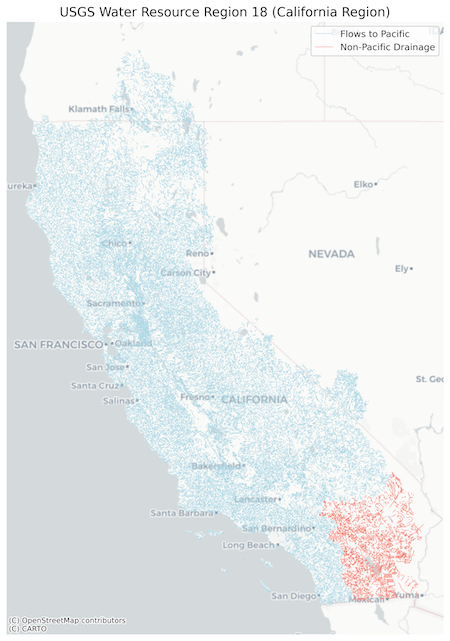 USGS Water Resource Region 18 (California Region)
Flows to Pacific
Non-Pacific Drainage
Klamath Falls
ureka
Elko
Chico
Reno
NEVADA
Carson City
Ely
Sacramento
SAN FRANCISCO
Oakland
San Jose
St. Geo
Santa Cruz
Fresno
CALIFORNIA
Salinas
Bakersfield
Lancaster
Santa Barbara
San Bernardino
Long Beach
San Diego
Mexicali
Yuma
(C) OpenStreetMap contributors
(C) CARTO